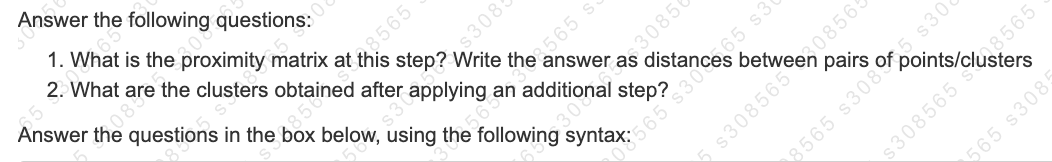 Answer the following questions:
1. What is the proximity matrix at this step? Write the answer as distances between pairs of points/clusters
2. What are the clusters obtained after applying an additional step?
Answer the questions in the box below, using the following syntax: